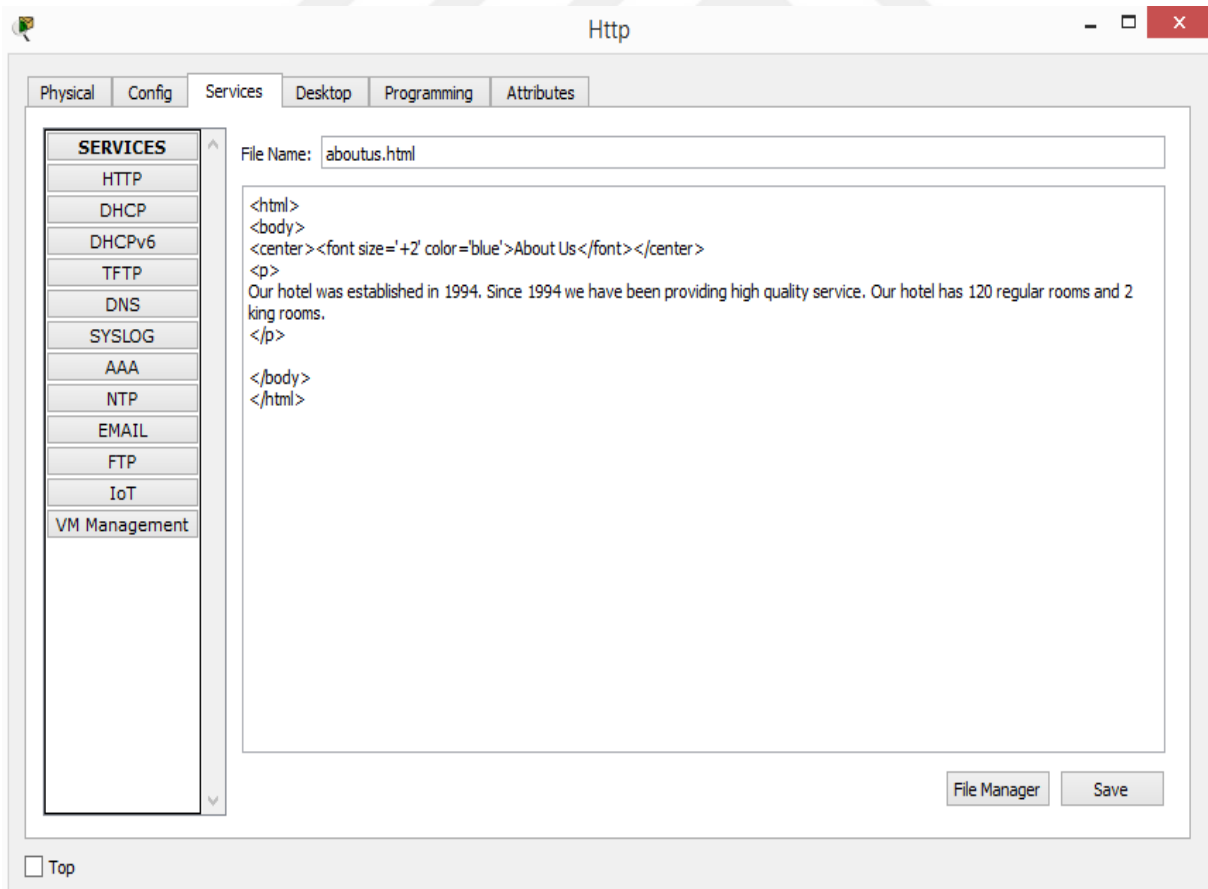 Http
Physical Config Services Desktop Programming Attributes
SERVICES
HTTP
DHCP
DHCPv6
TFTP
DNS
SYSLOG
AAA
NTP
EMAIL
FTP
IoT
VM Management
File Name: aboutus.html
<html>
<body>
<center><font size='+2' color='blue'>About Us</font></center>
<p>
Our hotel was established in 1994. Since 1994 we have been providing high quality service. Our hotel has 120 regular rooms and 2
king rooms.
</p>
</body>
</html>
File Manager Save
Top